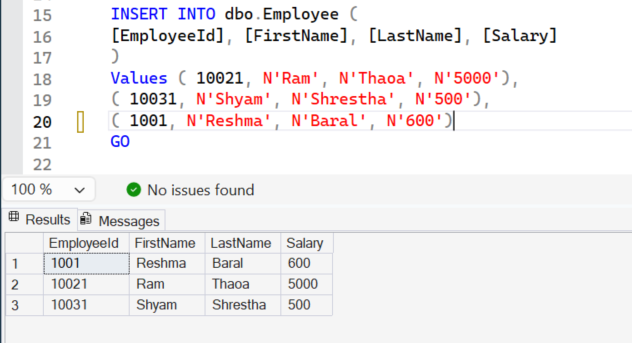 15 INSERT INTO dbo.Employee (
16 [EmployeeId], [FirstName], [LastName], [Salary]
17 )
18 Values ( 10021, N'Ram', N'Thaoa', N'5000'),
19 ( 10031, N'Shyam', N'Shrestha', N'500'),
20 ( 1001, N'Reshma', N'Baral', N'600')
21 GO
22
100 % No issues found
Results Messages
EmployeeId FirstName LastName Salary
1 1001 Reshma Baral 600
2 10021 Ram Thaoa 5000
3 10031 Shyam Shrestha 500